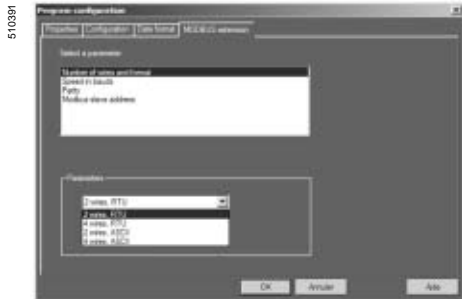 510391
Program configuration
Properties Configuration Date format MODBUS extension
Select a parameter
Number of wires and format
Speed in bauds
Parity
Modbus slave address
Parameters
2 wires, RTU
2 wires, RTU
4 wires, RTU
2 wires, ASCII
4 wires, ASCII
OK Annuler Aide